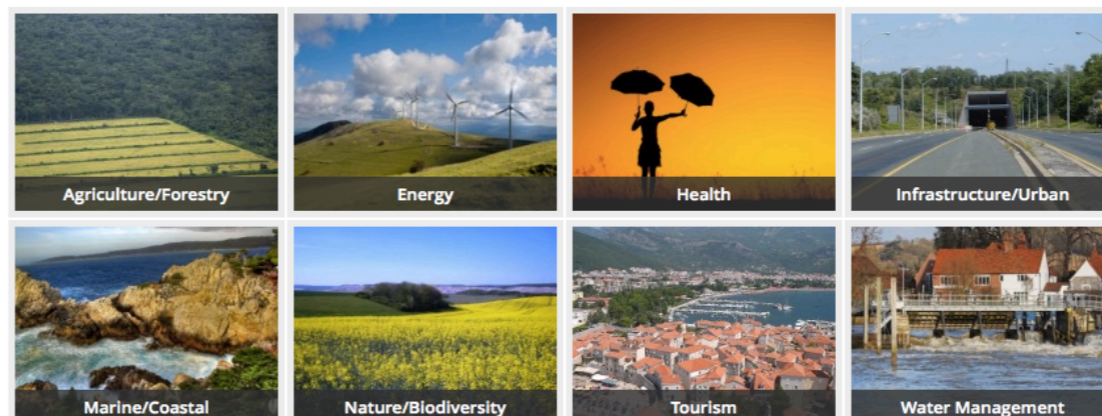 Agriculture/Forestry
Energy
Health
Infrastructure/Urban
Marine/Coastal
Nature/Biodiversity
Tourism
Water Management